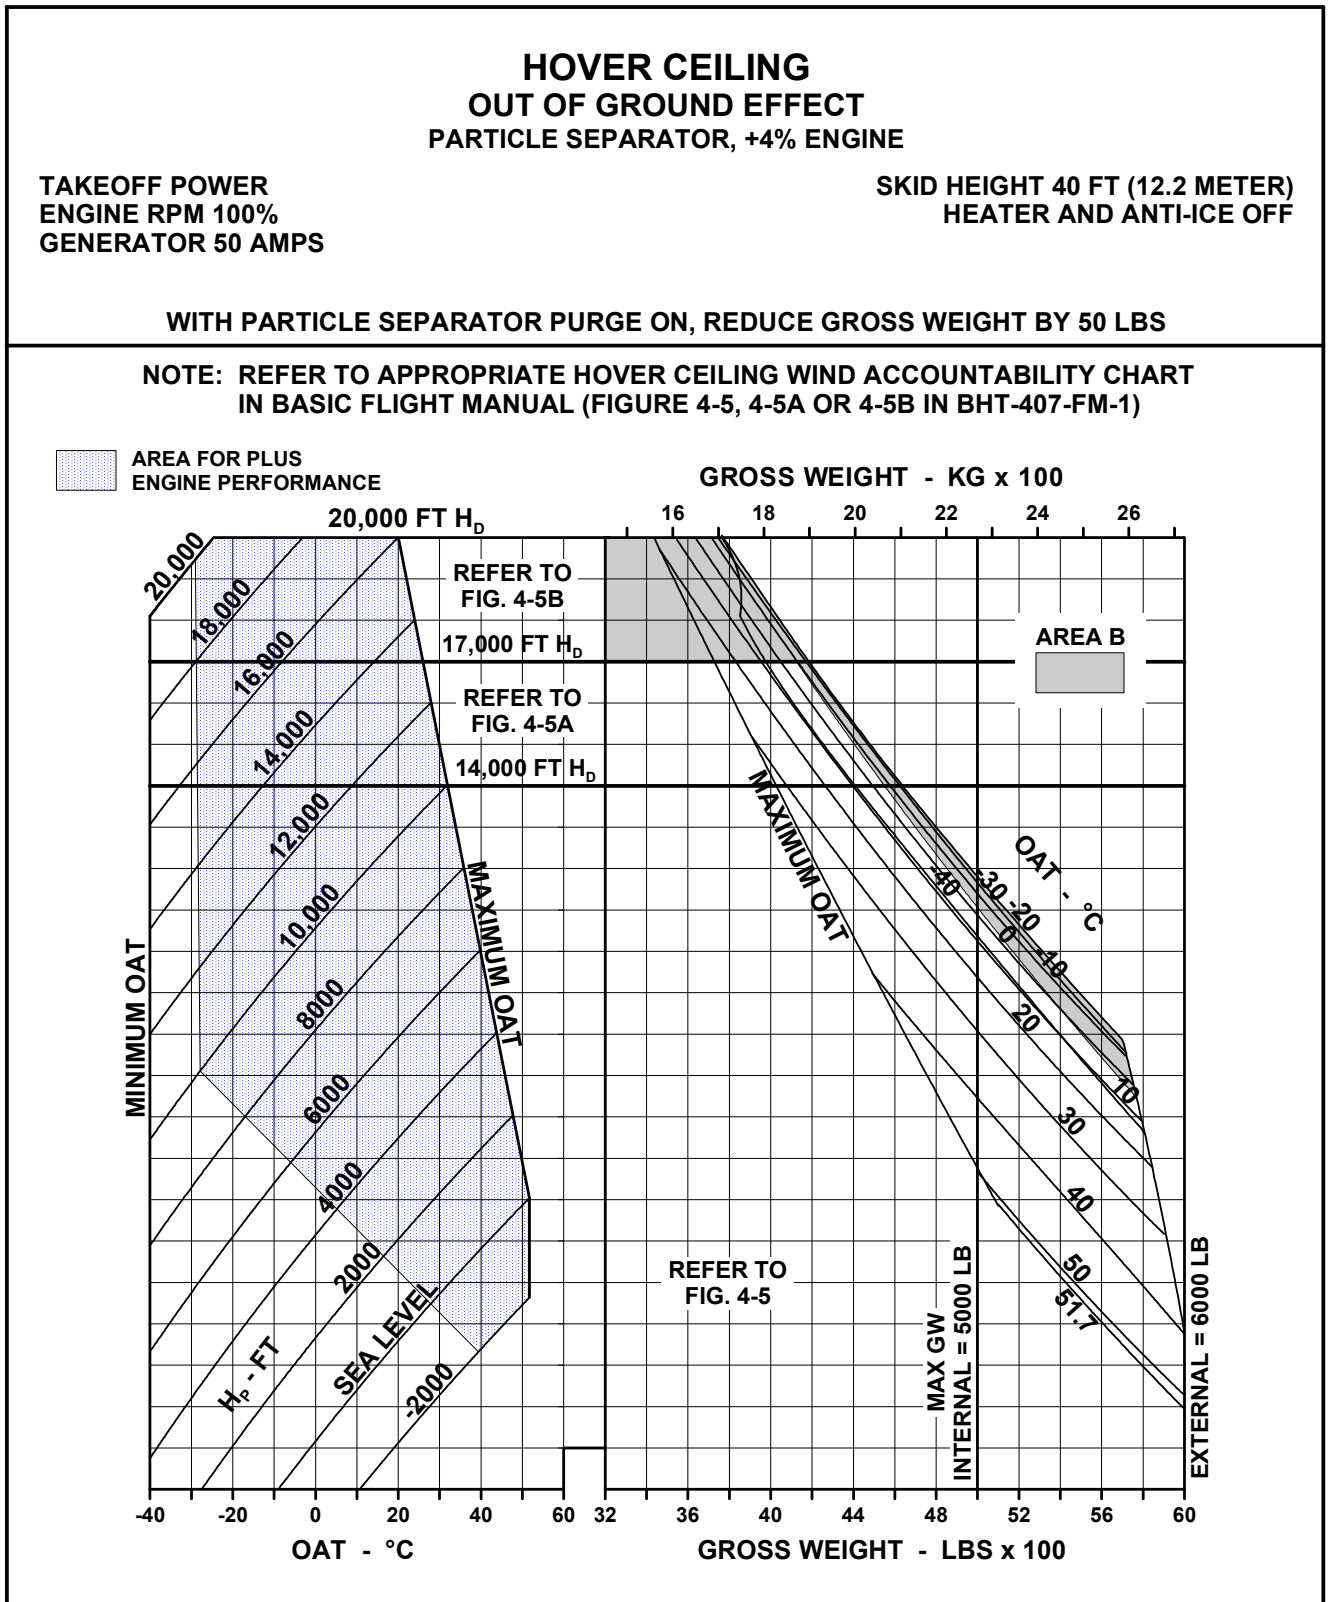 HOVER CEILING
OUT OF GROUND EFFECT
PARTICLE SEPARATOR, +4% ENGINE
TAKEOFF POWER
ENGINE RPM 100%
GENERATOR 50 AMPS
SKID HEIGHT 40 FT (12.2 METER)
HEATER AND ANTI-ICE OFF
WITH PARTICLE SEPARATOR PURGE ON, REDUCE GROSS WEIGHT BY 50 LBS
NOTE: REFER TO APPROPRIATE HOVER CEILING WIND ACCOUNTABILITY CHART
IN BASIC FLIGHT MANUAL (FIGURE 4-5, 4-5A OR 4-5B IN BHT-407-FM-1)
AREA FOR PLUS
ENGINE PERFORMANCE
GROSS WEIGHT - KG x 100
16 18 20 22 24 26
20,000 FT HD
20,000
18,000
16,000
14,000
12,000
10,000
8000
6000
4000
2000
SEA LEVEL
-2000
HP - FT
MINIMUM OAT
MAXIMUM OAT
REFER TO
FIG. 4-5B
17,000 FT HD
REFER TO
FIG. 4-5A
14,000 FT HD
AREA B
MAXIMUM OAT
OAT - °C
-40
-30
-20
-10
0
10
20
30
40
50
51.7
REFER TO
FIG. 4-5
MAX GW
INTERNAL = 5000 LB
EXTERNAL = 6000 LB
-40 -20 0 20 40 60
32 36 40 44 48 52 56 60
OAT - °C
GROSS WEIGHT - LBS x 100